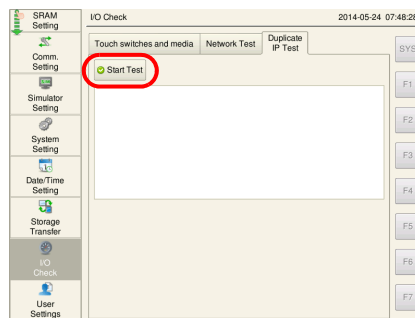 SRAM
Setting
I/O Check
2014-05-24 07:48:28
Comm.
Setting
Simulator
Setting
System
Setting
Date/Time
Setting
Storage
Transfer
I/O
Check
User
Settings
Touch switches and media
Network Test
Duplicate
IP Test
Start Test
SYS
F1
F2
F3
F4
F5
F6
F7